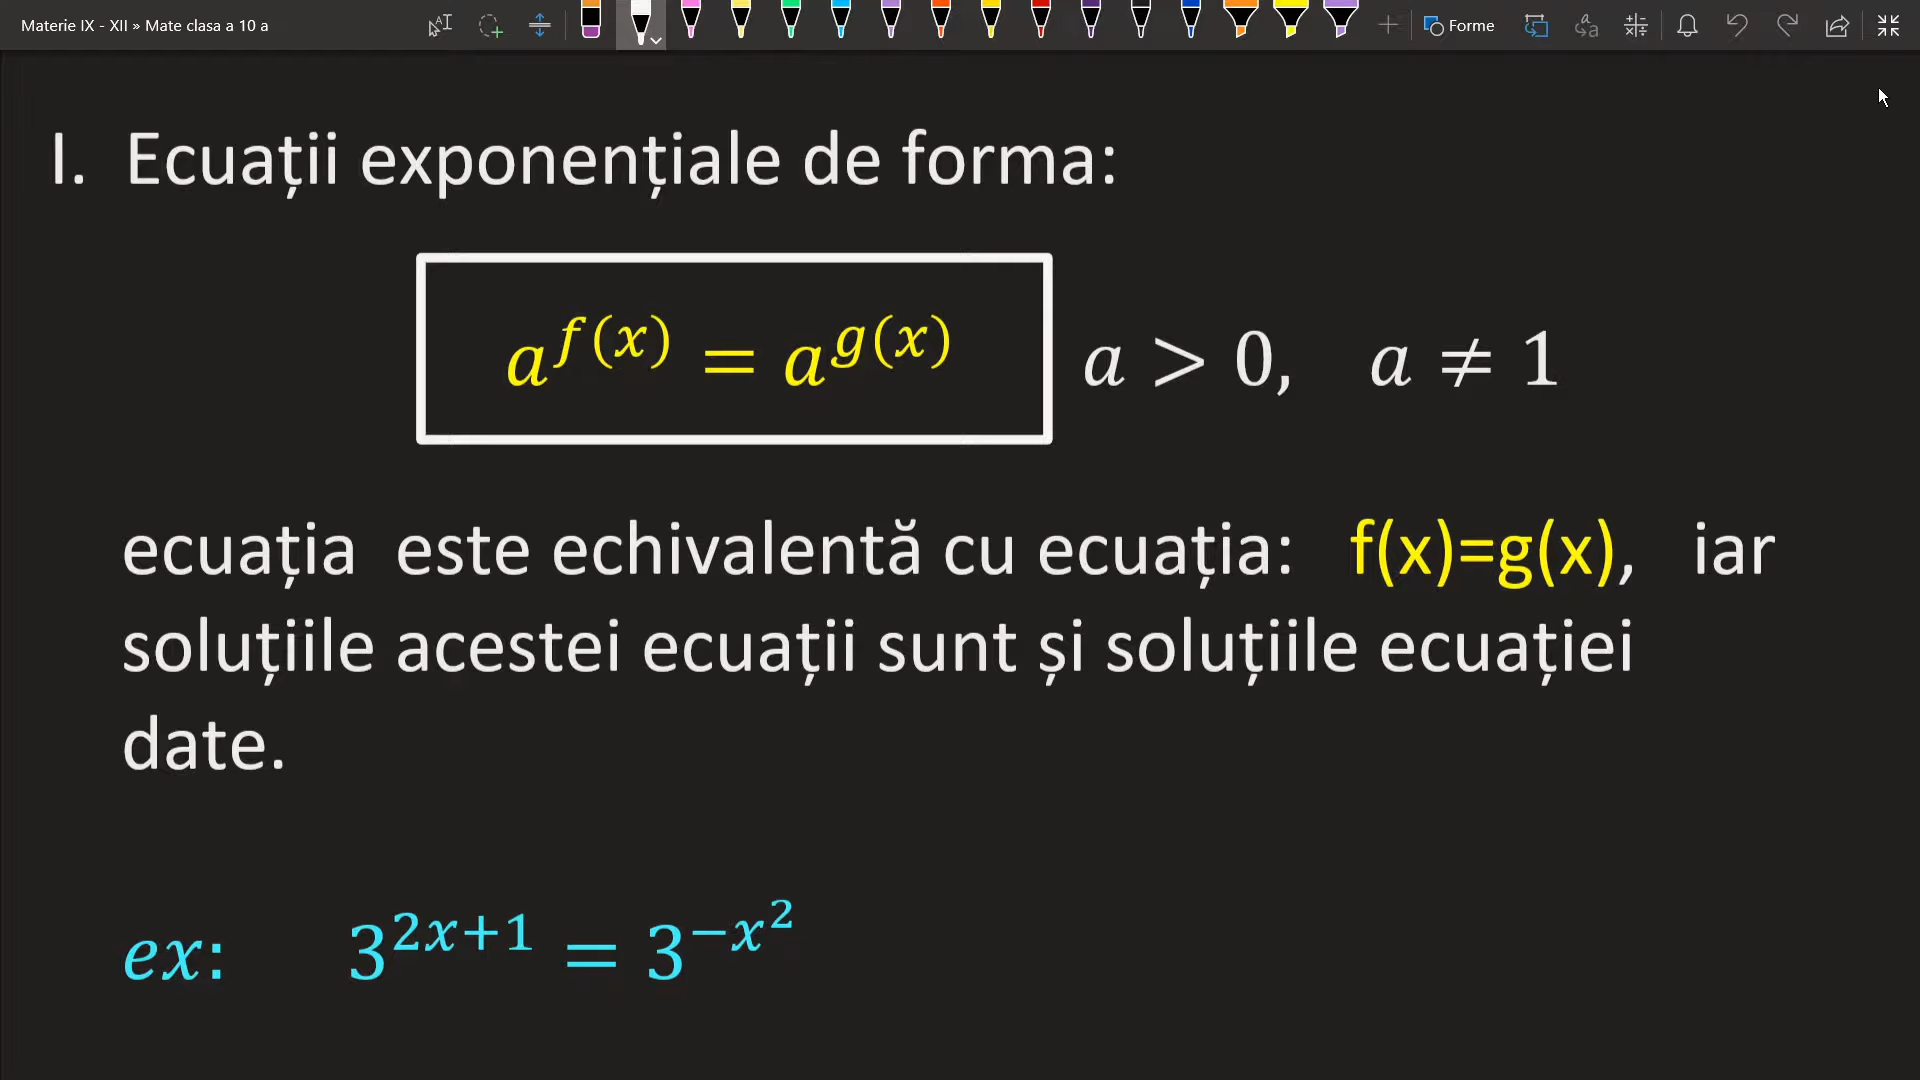 Materie IX - XII » Mate clasa a 10 a
Forme
I. Ecuații exponențiale de forma:
a^{f(x)} = a^{g(x)} a > 0, a ≠ 1
ecuația este echivalentă cu ecuația: f(x)=g(x), iar
soluțiile acestei ecuații sunt și soluțiile ecuației
date.
ex: 3^{2x+1} = 3^{-x^2}